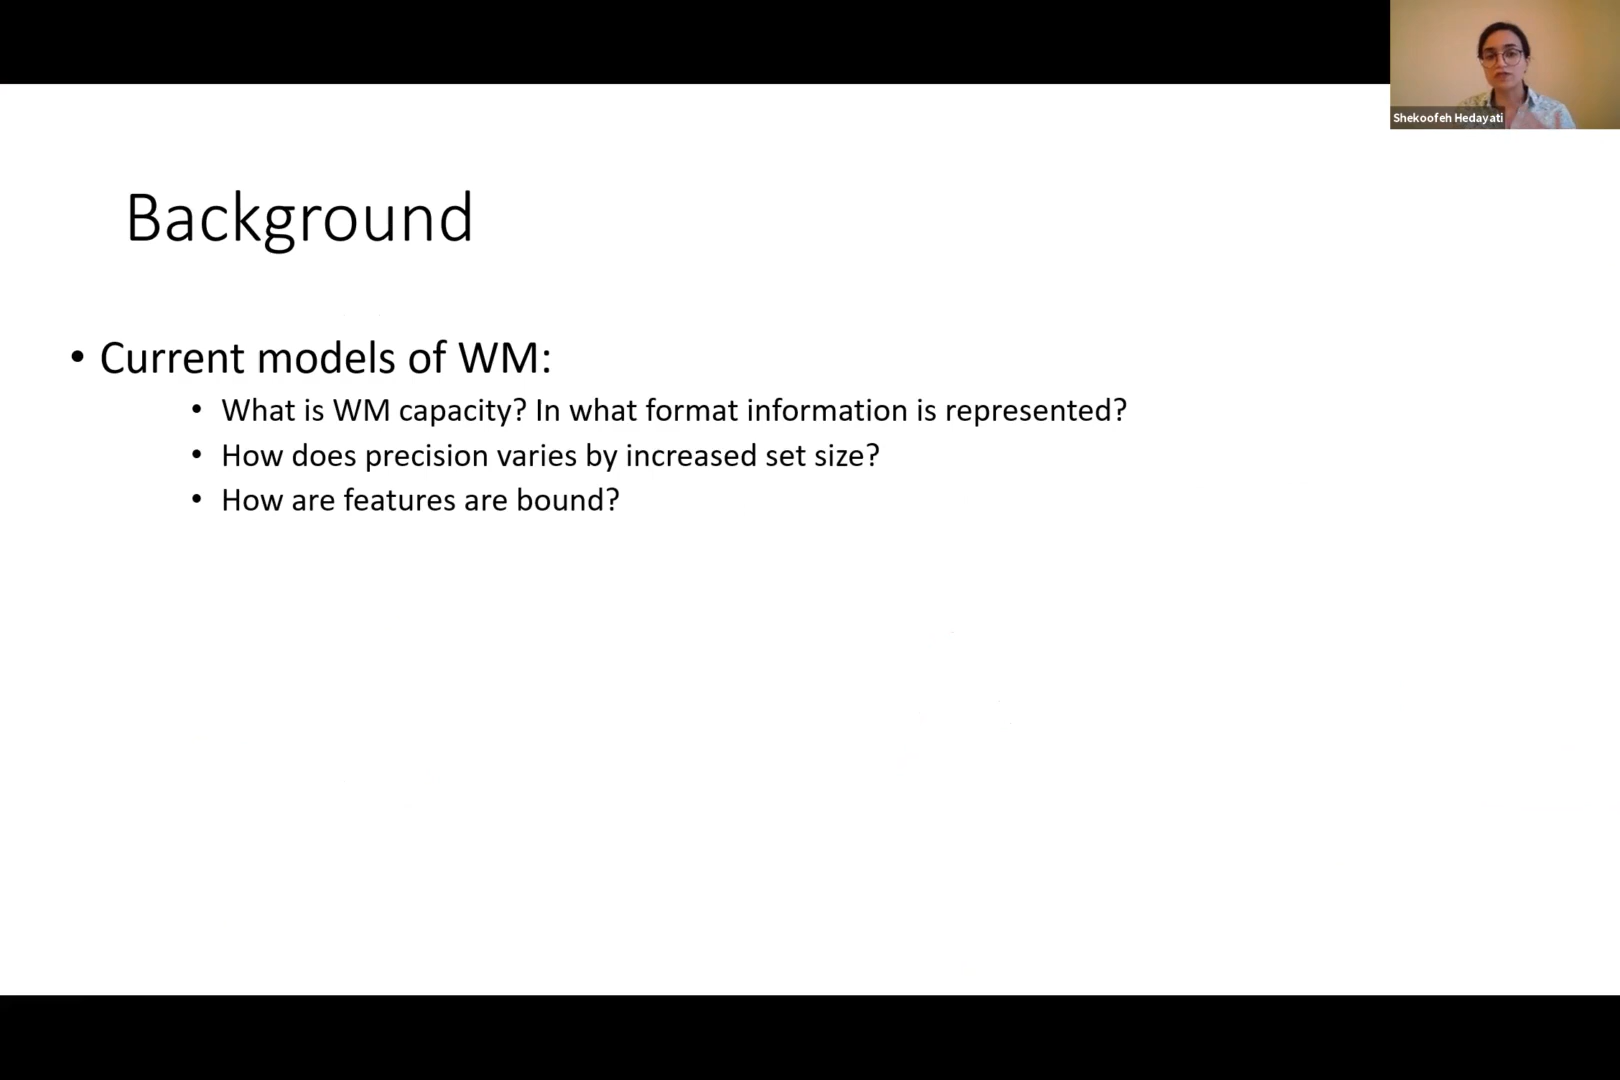 Shekoofeh Hedayati
Background
• Current models of WM:
• What is WM capacity? In what format information is represented?
• How does precision varies by increased set size?
• How are features are bound?